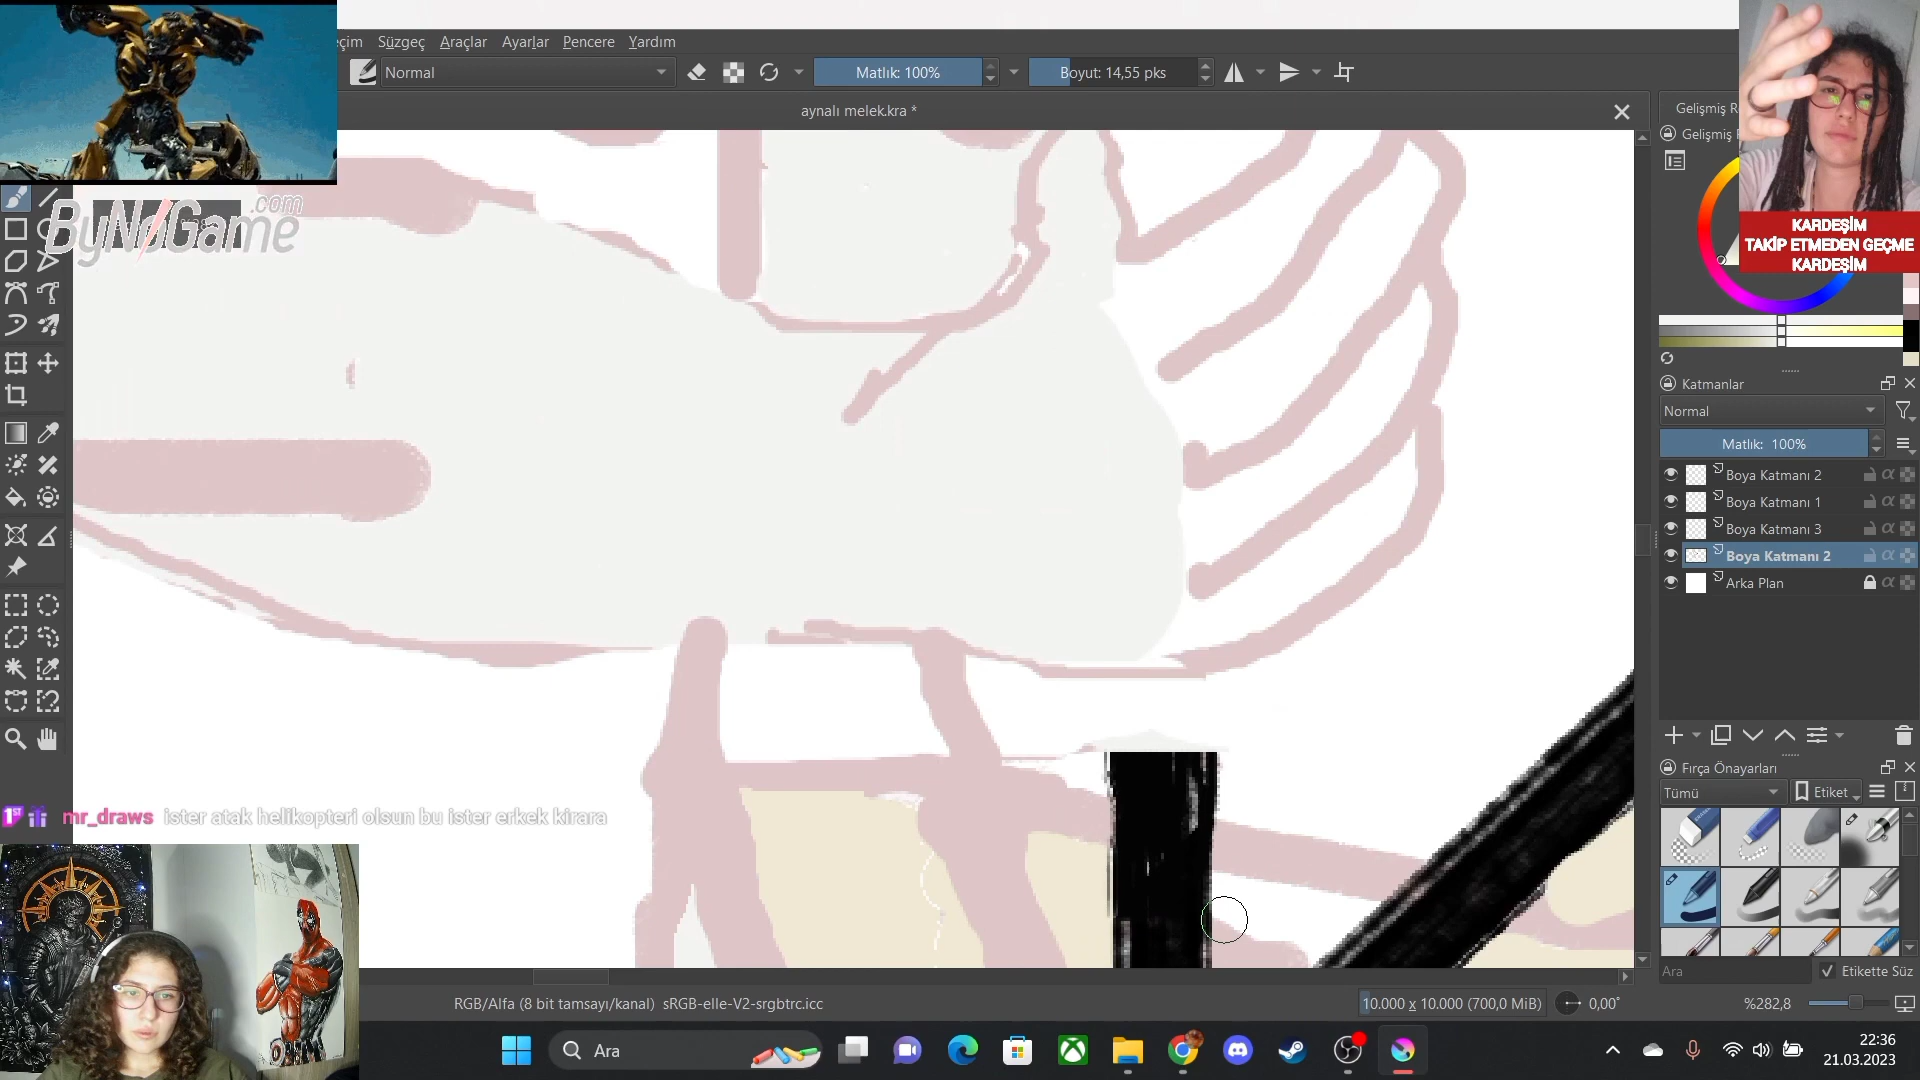 eçim Süzgeç Araçlar Ayarlar Pencere Yardım
Normal
Matlık: 100%
Boyut: 14,55 pks
aynalı melek.kra *
Gelişmiş R
Gelişmiş
KARDEŞİM
TAKİP ETMEDEN GEÇME
KARDEŞİM
ByNoGame
.com
Katmanlar
Normal
Matlık: 100%
Boya Katmanı 2
Boya Katmanı 1
Boya Katmanı 3
Boya Katmanı 2
Arka Plan
Fırça Önayarları
Tümü
Etiket
1ST mr_draws ister atak helikopteri olsun bu ister erkek kirara
Ara
Etikette Süz
RGB/Alfa (8 bit tamsayı/kanal) sRGB-elle-V2-srgbtrc.icc
10.000 x 10.000 (700,0 MiB)
0,00°
%282,8
Ara
22:36
21.03.2023